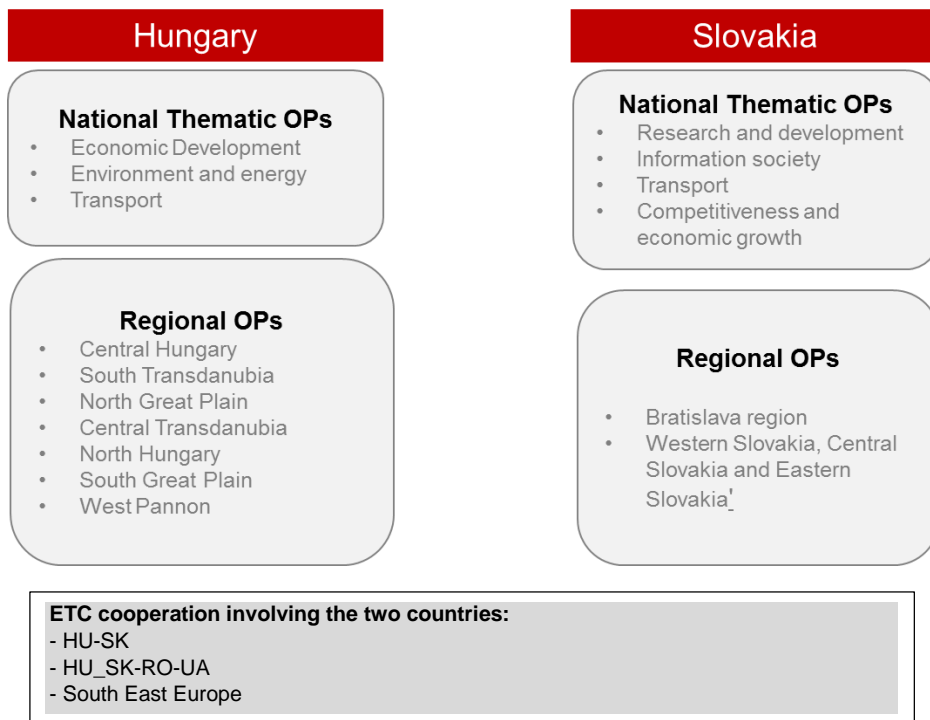 Hungary
National Thematic OPs
• Economic Development
• Environment and energy
• Transport
Regional OPs
• Central Hungary
• South Transdanubia
• North Great Plain
• Central Transdanubia
• North Hungary
• South Great Plain
• West Pannon
Slovakia
National Thematic OPs
• Research and development
• Information society
• Transport
• Competitiveness and
economic growth
Regional OPs
• Bratislava region
• Western Slovakia, Central
Slovakia and Eastern
Slovakia'
ETC cooperation involving the two countries:
- HU-SK
- HU_SK-RO-UA
- South East Europe